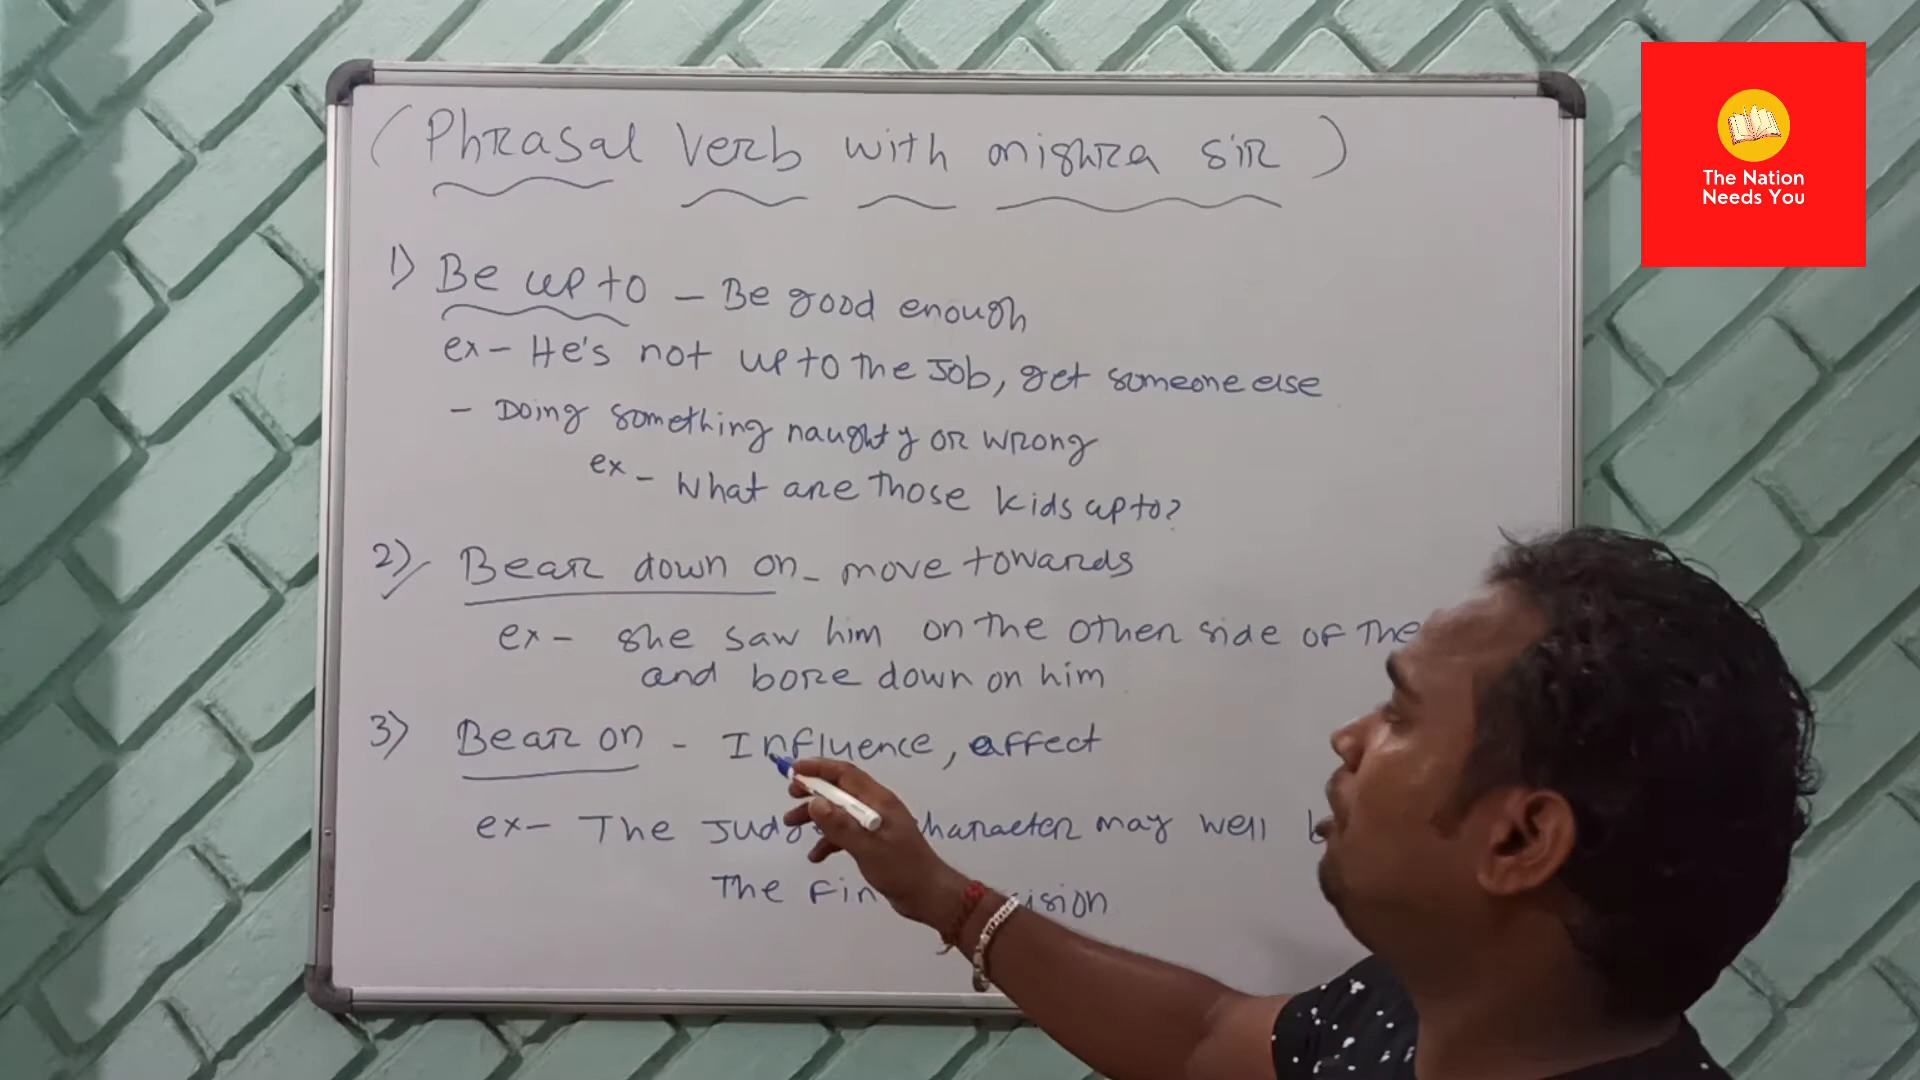 (Phrasal Verb with mishra sir)
1) Be up to – Be good enough
ex – He's not up to the Job, get someone else
– Doing something naughty or wrong
ex – What are those kids up to?
2) Bear down on – move towards
ex – she saw him on the other side of the
and bore down on him
3) Bear on – Influence, affect
ex – The character may well
The decision
The Nation
Needs You